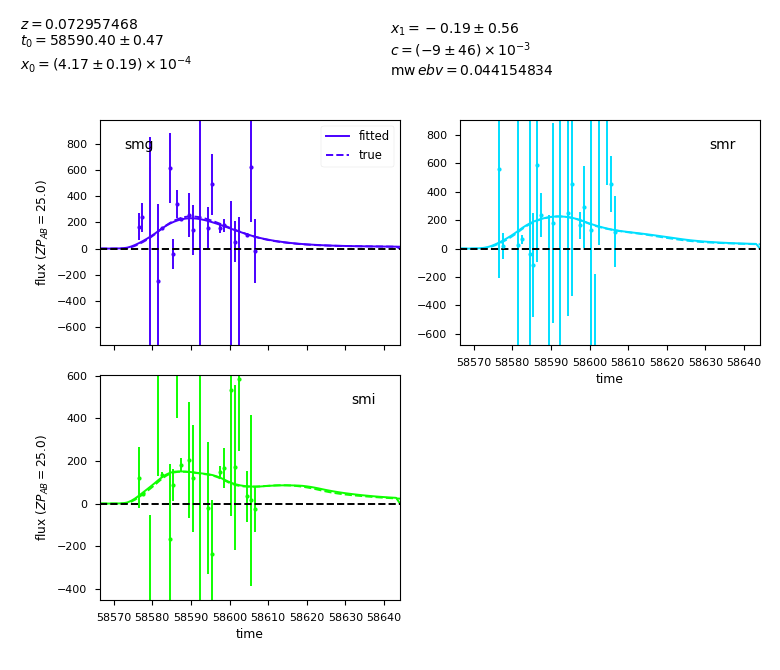 z = 0.072957468
t₀ = 58590.40 ± 0.47
x₀ = (4.17 ± 0.19) × 10⁻⁴
x₁ = −0.19 ± 0.56
c = (−9 ± 46) × 10⁻³
mw ebv = 0.044154834
smg
fitted
true
800
600
400
200
0
−200
−400
−600
flux (ZP_AB = 25.0)
smr
800
600
400
200
0
−200
−400
−600
58570 58580 58590 58600 58610 58620 58630 58640
time
smi
600
400
200
0
−200
−400
flux (ZP_AB = 25.0)
58570 58580 58590 58600 58610 58620 58630 58640
time